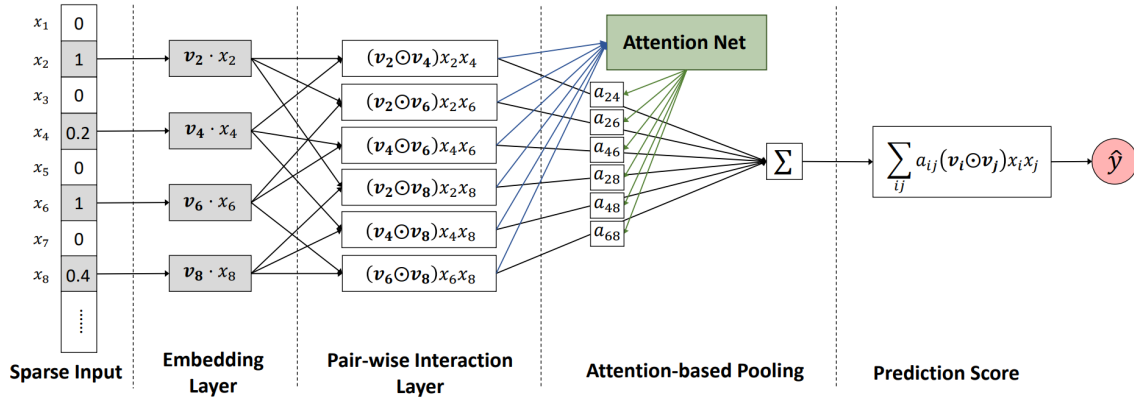 x₁ 0
x₂ 1
x₃ 0
x₄ 0.2
x₅ 0
x₆ 1
x₇ 0
x₈ 0.4
......
Sparse Input
v₂ · x₂
v₄ · x₄
v₆ · x₆
v₈ · x₈
Embedding
Layer
(v₂⊙v₄)x₂x₄
(v₂⊙v₆)x₂x₆
(v₄⊙v₆)x₄x₆
(v₂⊙v₈)x₂x₈
(v₄⊙v₈)x₄x₈
(v₆⊙v₈)x₆x₈
Pair-wise Interaction
Layer
Attention Net
a₂₄
a₂₆
a₄₆
a₂₈
a₄₈
a₆₈
∑
Attention-based Pooling
∑ᵢⱼ aᵢⱼ(vᵢ⊙vⱼ)xᵢxⱼ
ŷ
Prediction Score